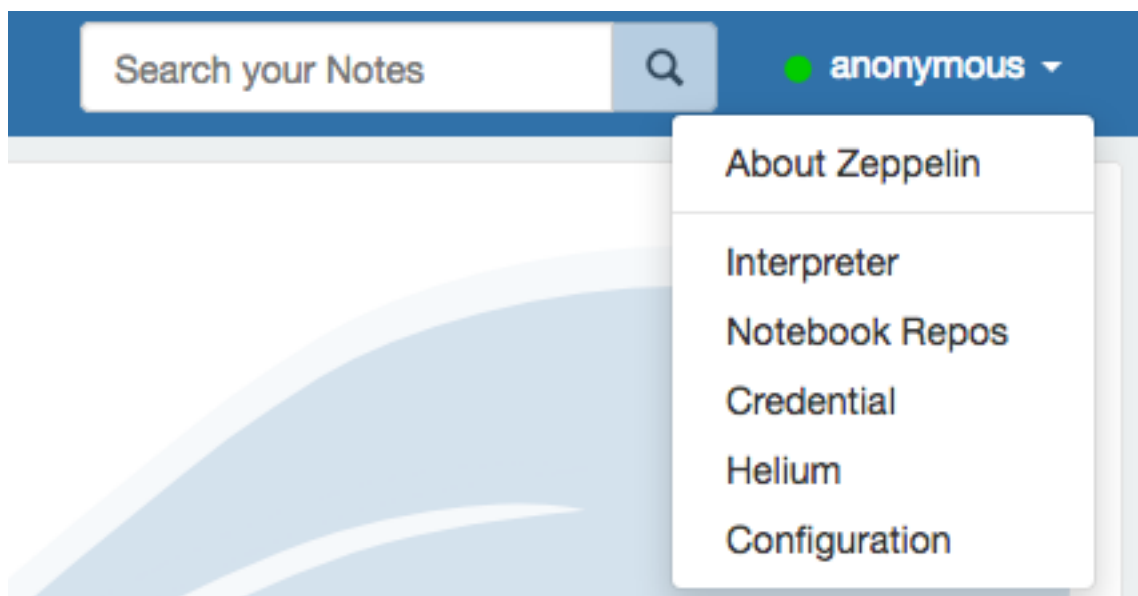 Search your Notes
anonymous
About Zeppelin
Interpreter
Notebook Repos
Credential
Helium
Configuration